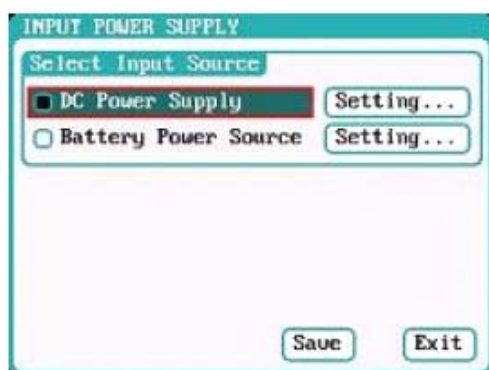 INPUT POWER SUPPLY
Select Input Source
DC Power Supply Setting...
Battery Power Source Setting...
Save Exit